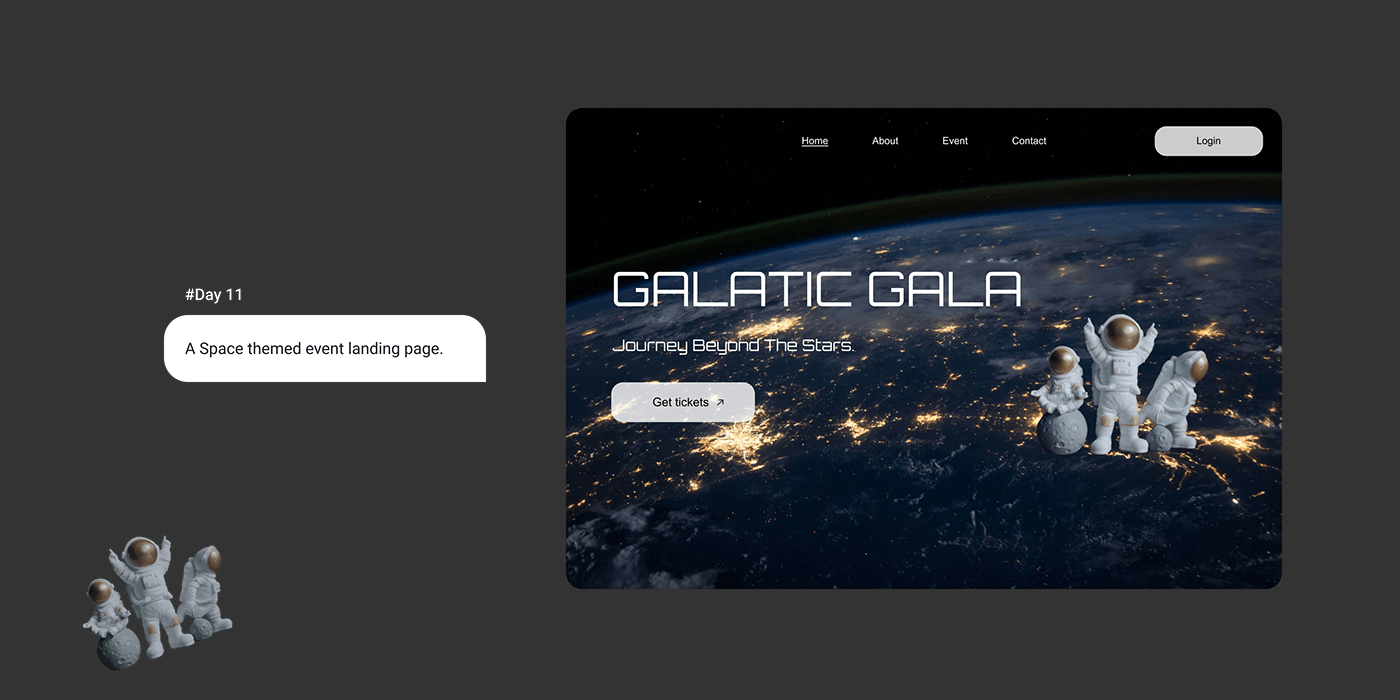 #Day 11
A Space themed event landing page.
Home About Event Contact Login
GALATIC GALA
Journey Beyond The Stars.
Get tickets ↗